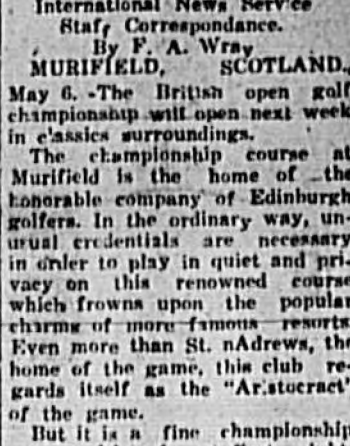 International News Service
Staff Correspondance.
By F. A. Wray
MURIFIELD, SCOTLAND.,
May 6. -The British open golf
championship will open next week
in e'assics surroundings.
The championship course at
Murifield is the home of the
honorable company of Edinburgh
golfers. In the ordinary way, un-
usual credentials are necessary
in order to play in quiet and pri-
vacy on this renowned course
which frowns upon the popular
charms of more famous resorts.
Even more than St. nAdrews, the
home of the game, this club re-
gards itself as the "Aristocract"
of the game.
But it is a fine championship